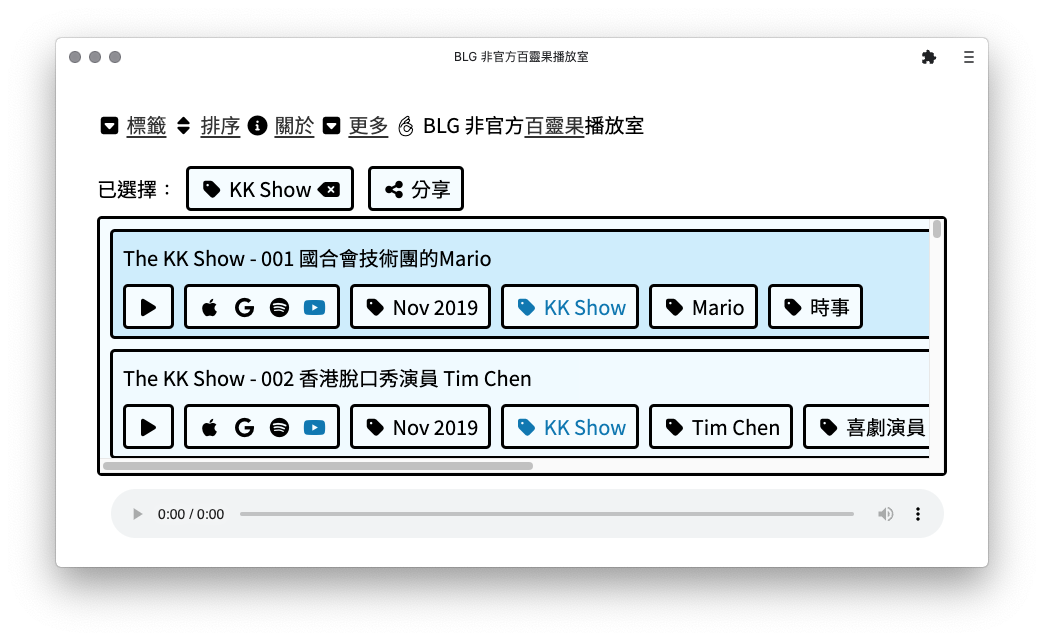 BLG 非官方百靈果播放室
標籤 排序 關於 更多 BLG 非官方百靈果播放室
已選擇： KK Show 分享
The KK Show - 001 國合會技術團的Mario
Nov 2019 KK Show Mario 時事
The KK Show - 002 香港脫口秀演員 Tim Chen
Nov 2019 KK Show Tim Chen 喜劇演員
0:00 / 0:00